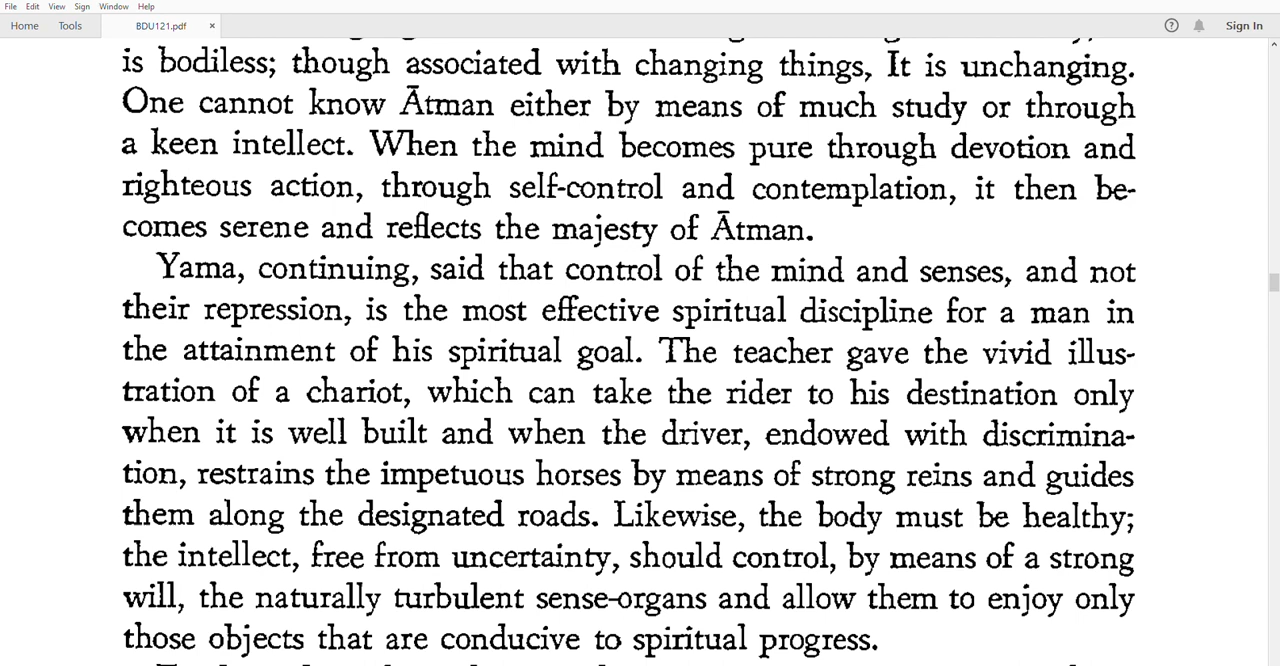 File Edit View Sign Window Help
Home Tools BDU121.pdf × ? Sign In
is bodiless; though associated with changing things, It is unchanging.
One cannot know Ātman either by means of much study or through
a keen intellect. When the mind becomes pure through devotion and
righteous action, through self-control and contemplation, it then be-
comes serene and reflects the majesty of Ātman.
Yama, continuing, said that control of the mind and senses, and not
their repression, is the most effective spiritual discipline for a man in
the attainment of his spiritual goal. The teacher gave the vivid illus-
tration of a chariot, which can take the rider to his destination only
when it is well built and when the driver, endowed with discrimina-
tion, restrains the impetuous horses by means of strong reins and guides
them along the designated roads. Likewise, the body must be healthy;
the intellect, free from uncertainty, should control, by means of a strong
will, the naturally turbulent sense-organs and allow them to enjoy only
those objects that are conducive to spiritual progress.